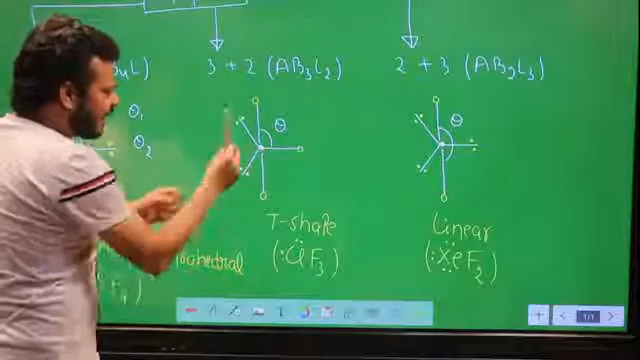 3 + 2 (AB3L2)
2 + 3 (AB2L3)
θ1
θ2
θ
θ
T-shape
Linear
(:ClF3)
(:XeF2)
1/1